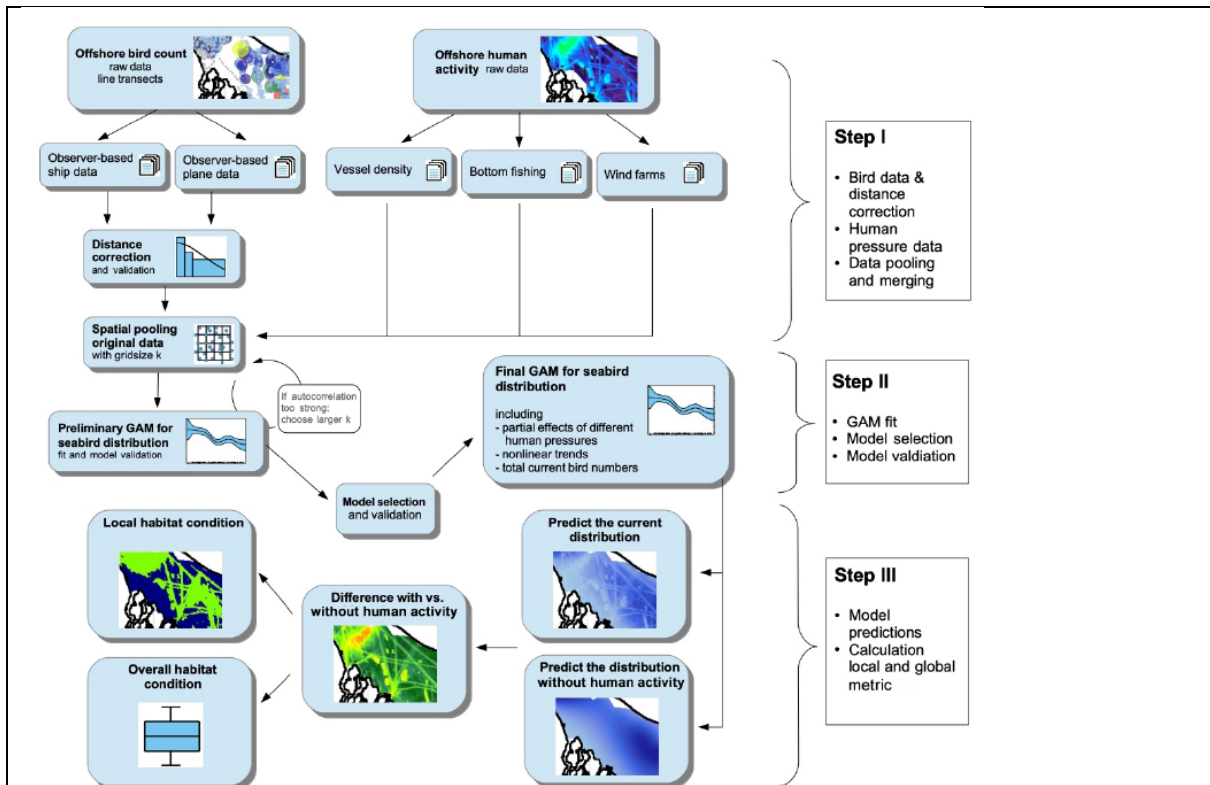 Offshore bird count
raw data
line transects
Offshore human
activity raw data
Observer-based
ship data
Observer-based
plane data
Vessel density
Bottom fishing
Wind farms
Distance
correction
and validation
Spatial pooling
original data
with gridsize k
If autocorrelation
too strong:
choose larger k
Preliminary GAM for
seabird distribution
fit and model validation
Model selection
and validation
Final GAM for seabird
distribution
including
- partial effects of different
human pressures
- nonlinear trends
- total current bird numbers
Local habitat condition
Overall habitat
condition
Difference with vs.
without human activity
Predict the current
distribution
Predict the distribution
without human activity
Step I
• Bird data &
distance
correction
• Human
pressure data
• Data pooling
and merging
Step II
• GAM fit
• Model selection
• Model valdiation
Step III
• Model
predictions
• Calculation
local and global
metric